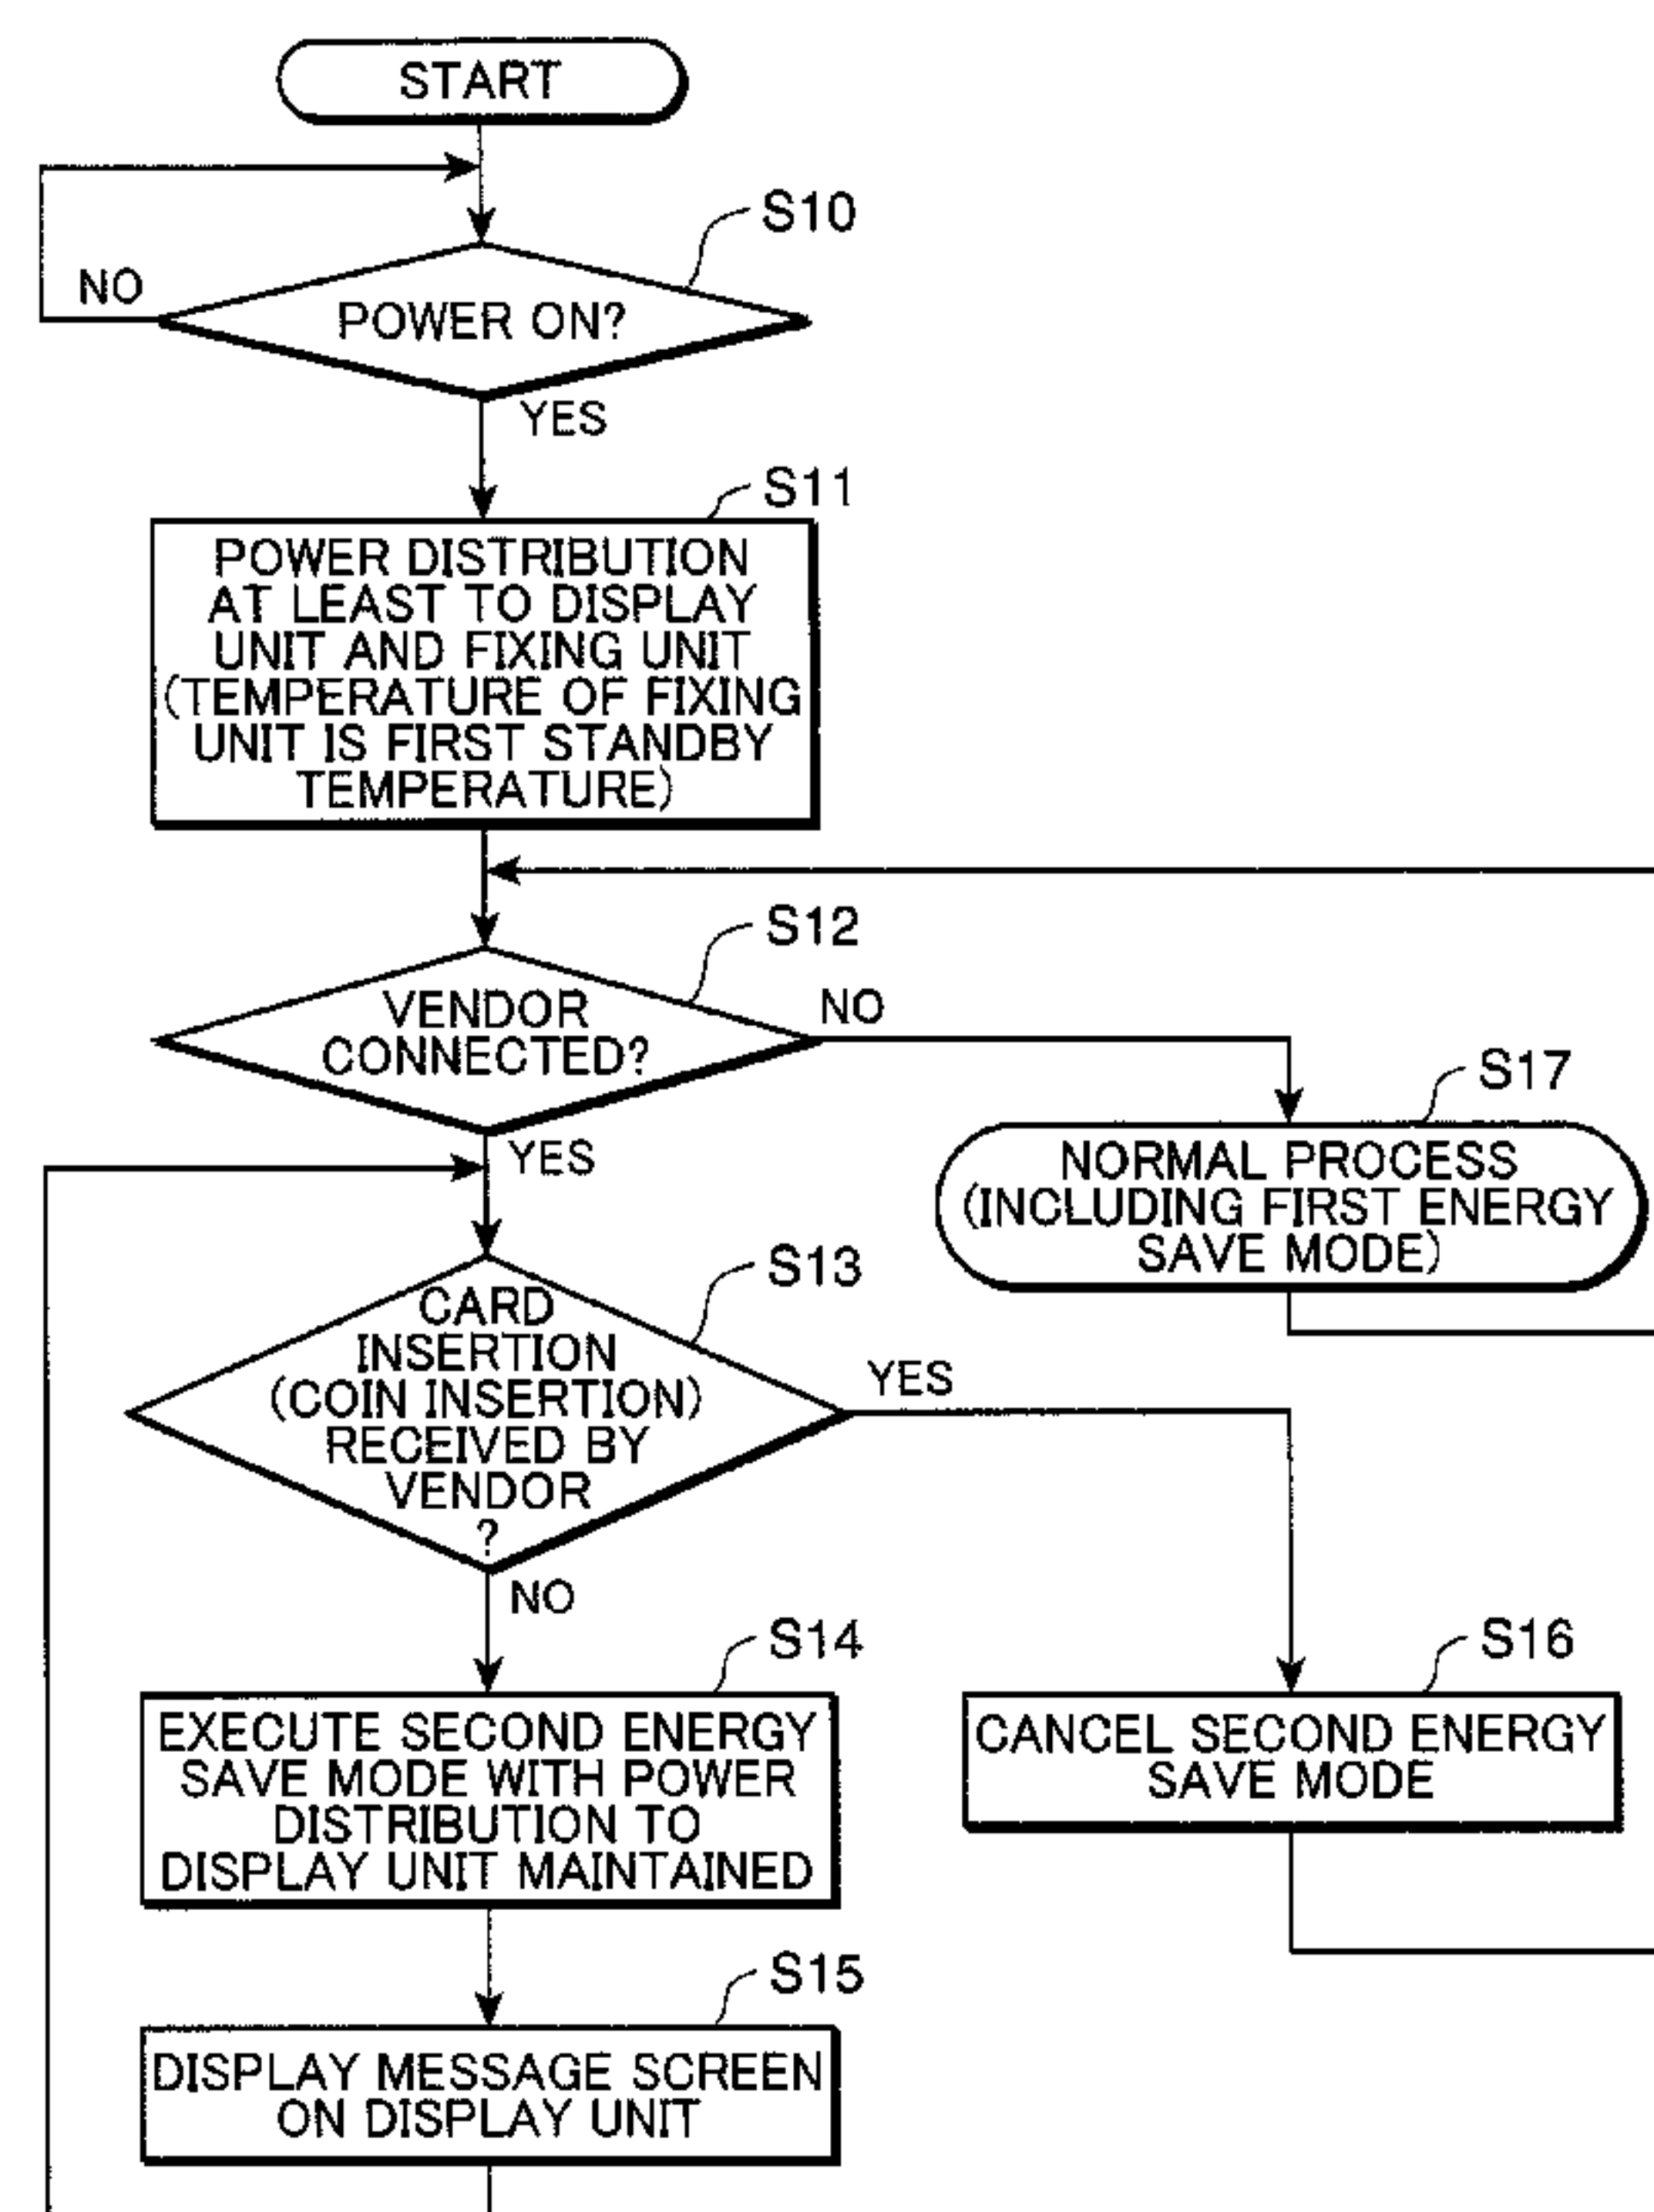 START
S10
NO
POWER ON?
YES
S11
POWER DISTRIBUTION
AT LEAST TO DISPLAY
UNIT AND FIXING UNIT
(TEMPERATURE OF FIXING
UNIT IS FIRST STANDBY
TEMPERATURE)
S12
VENDOR
CONNECTED?
NO
YES
S17
NORMAL PROCESS
(INCLUDING FIRST ENERGY
SAVE MODE)
S13
CARD
INSERTION
(COIN INSERTION)
RECEIVED BY
VENDOR
?
YES
NO
S14
EXECUTE SECOND ENERGY
SAVE MODE WITH POWER
DISTRIBUTION TO
DISPLAY UNIT MAINTAINED
S16
CANCEL SECOND ENERGY
SAVE MODE
S15
DISPLAY MESSAGE SCREEN
ON DISPLAY UNIT